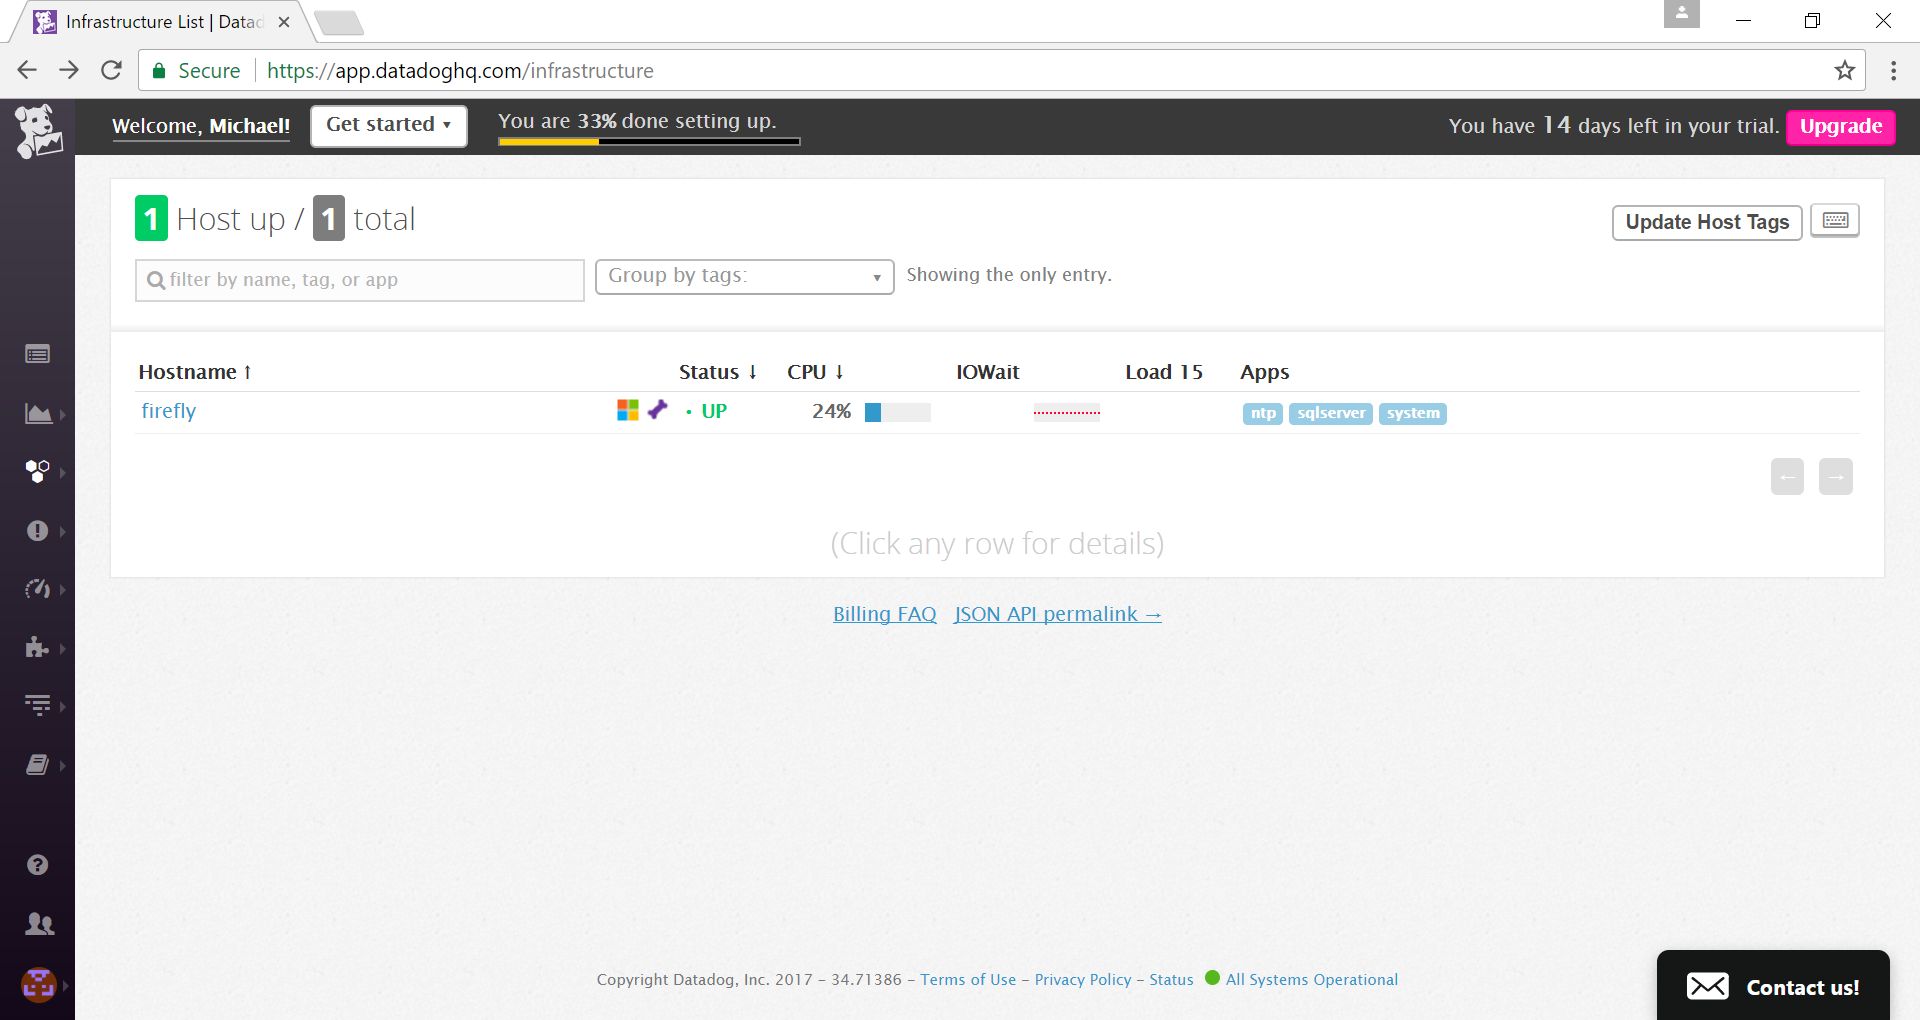 Infrastructure List | Datad
Secure https://app.datadoghq.com/infrastructure
Welcome, Michael! Get started ▾ You are 33% done setting up. You have 14 days left in your trial. Upgrade
1 Host up / 1 total
Update Host Tags
filter by name, tag, or app Group by tags: ▾ Showing the only entry.
Hostname ↑ Status ↓ CPU ↓ IOWait Load 15 Apps
firefly • UP 24% ntp sqlserver system
← →
(Click any row for details)
Billing FAQ JSON API permalink →
Copyright Datadog, Inc. 2017 – 34.71386 – Terms of Use – Privacy Policy – Status All Systems Operational
Contact us!